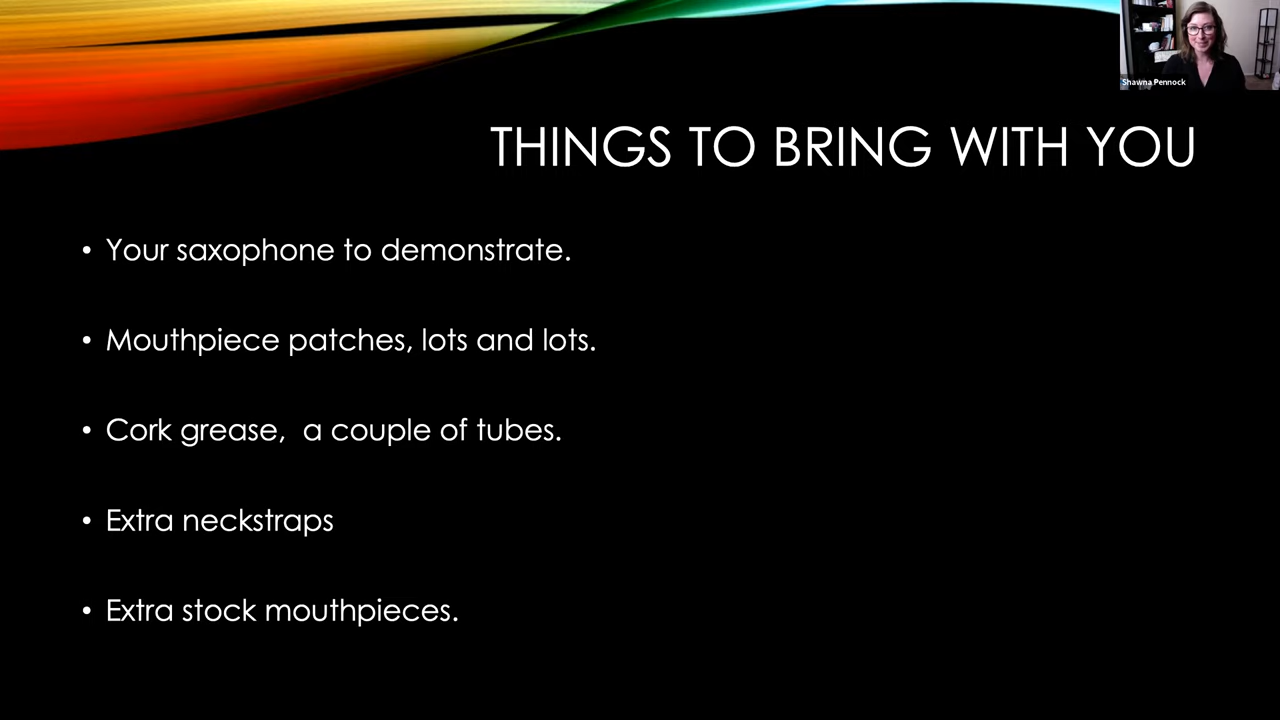 Shawna Pennock
THINGS TO BRING WITH YOU
• Your saxophone to demonstrate.
• Mouthpiece patches, lots and lots.
• Cork grease,  a couple of tubes.
• Extra neckstraps
• Extra stock mouthpieces.